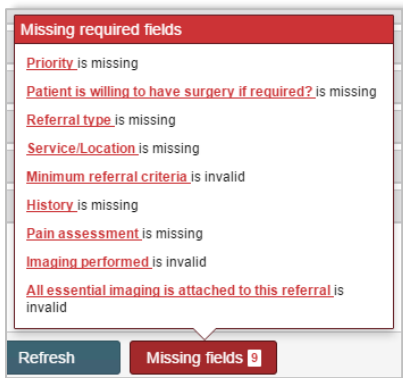 Missing required fields
Priority is missing
Patient is willing to have surgery if required? is missing
Referral type is missing
Service/Location is missing
Minimum referral criteria is invalid
History is missing
Pain assessment is missing
Imaging performed is invalid
All essential imaging is attached to this referral is
invalid
Refresh
Missing fields 9